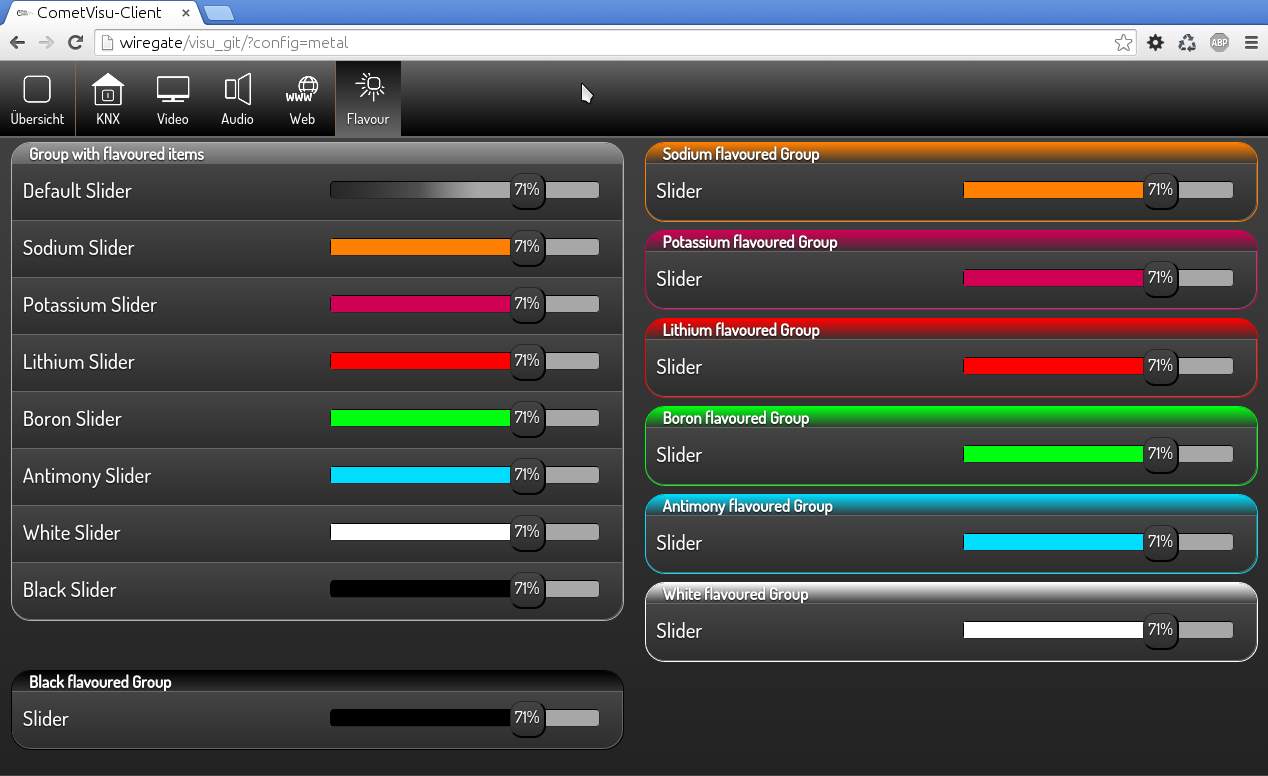 CometVisu-Client
wiregate/visu_git/?config=metal
ABP
Übersicht
KNX
Video
Audio
www
Web
Flavour
Group with flavoured items
Default Slider 71%
Sodium Slider 71%
Potassium Slider 71%
Lithium Slider 71%
Boron Slider 71%
Antimony Slider 71%
White Slider 71%
Black Slider 71%
Black flavoured Group
Slider 71%
Sodium flavoured Group
Slider 71%
Potassium flavoured Group
Slider 71%
Lithium flavoured Group
Slider 71%
Boron flavoured Group
Slider 71%
Antimony flavoured Group
Slider 71%
White flavoured Group
Slider 71%